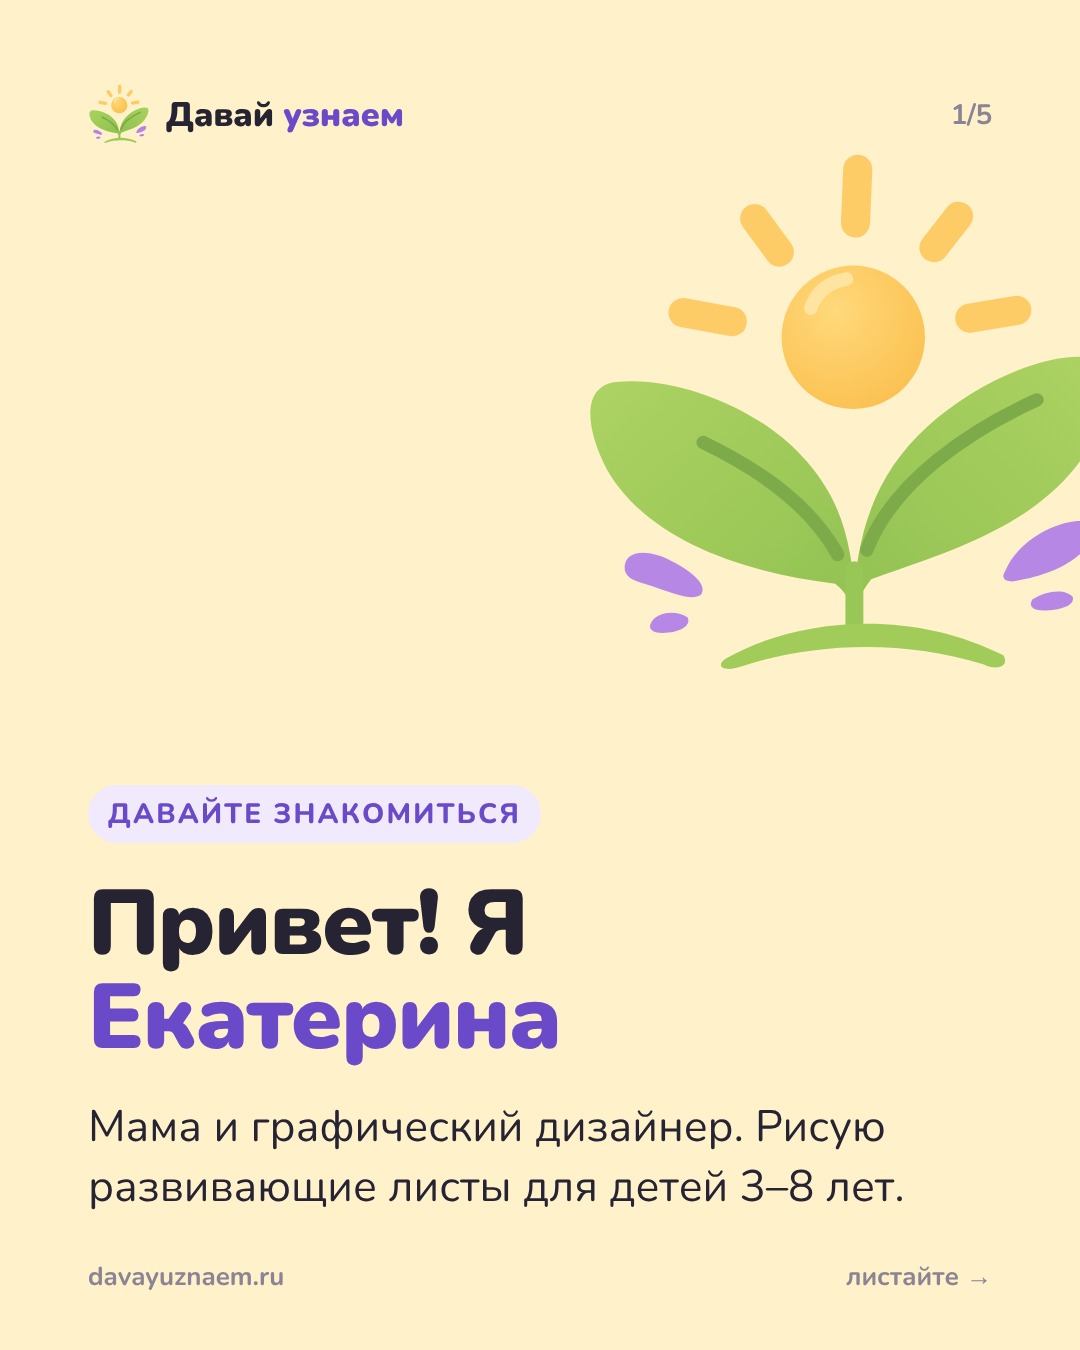 Давай узнаем
1/5
ДАВАЙТЕ ЗНАКОМИТЬСЯ
Привет! Я
Екатерина
Мама и графический дизайнер. Рисую
развивающие листы для детей 3–8 лет.
davayuznaem.ru
листайте →